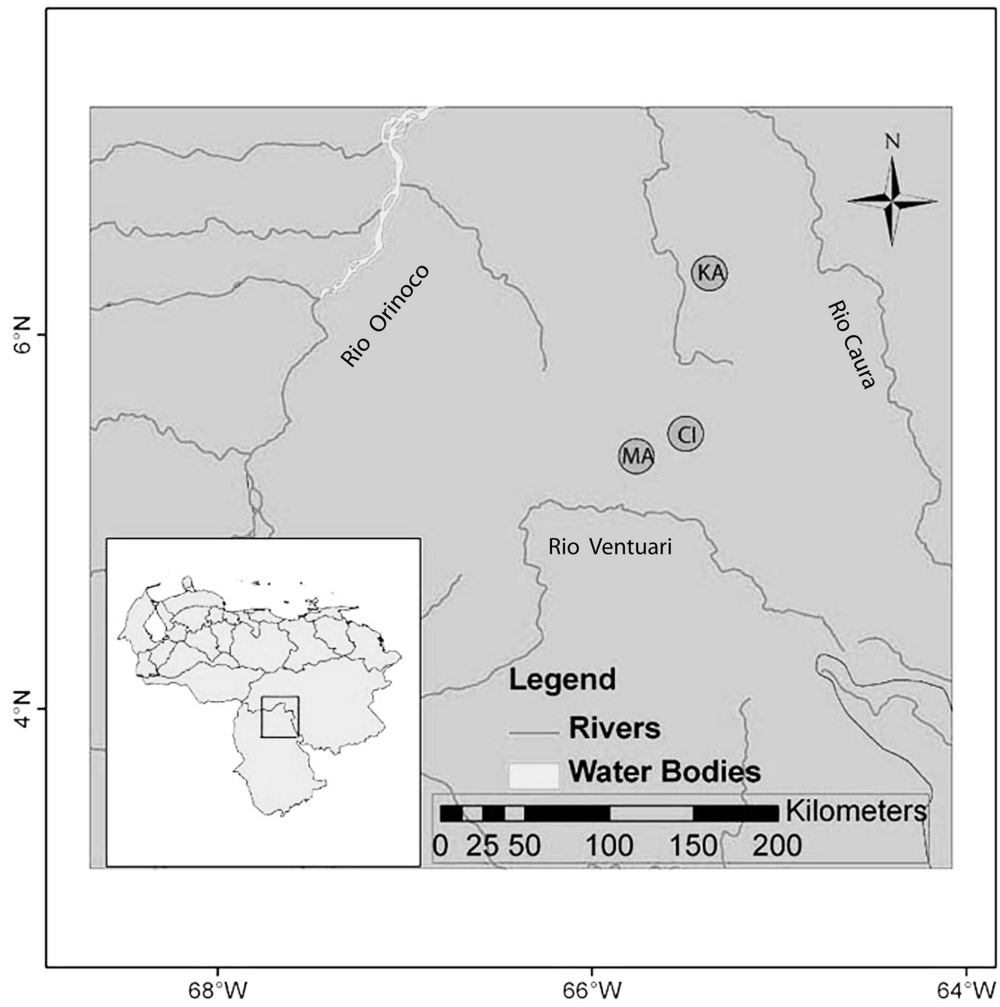 N
KA
Rio Orinoco
6°N
Rio Caura
CI
MA
Rio Ventuari
Legend
4°N
Rivers
Water Bodies
Kilometers
0 25 50 100 150 200
68°W 66°W 64°W